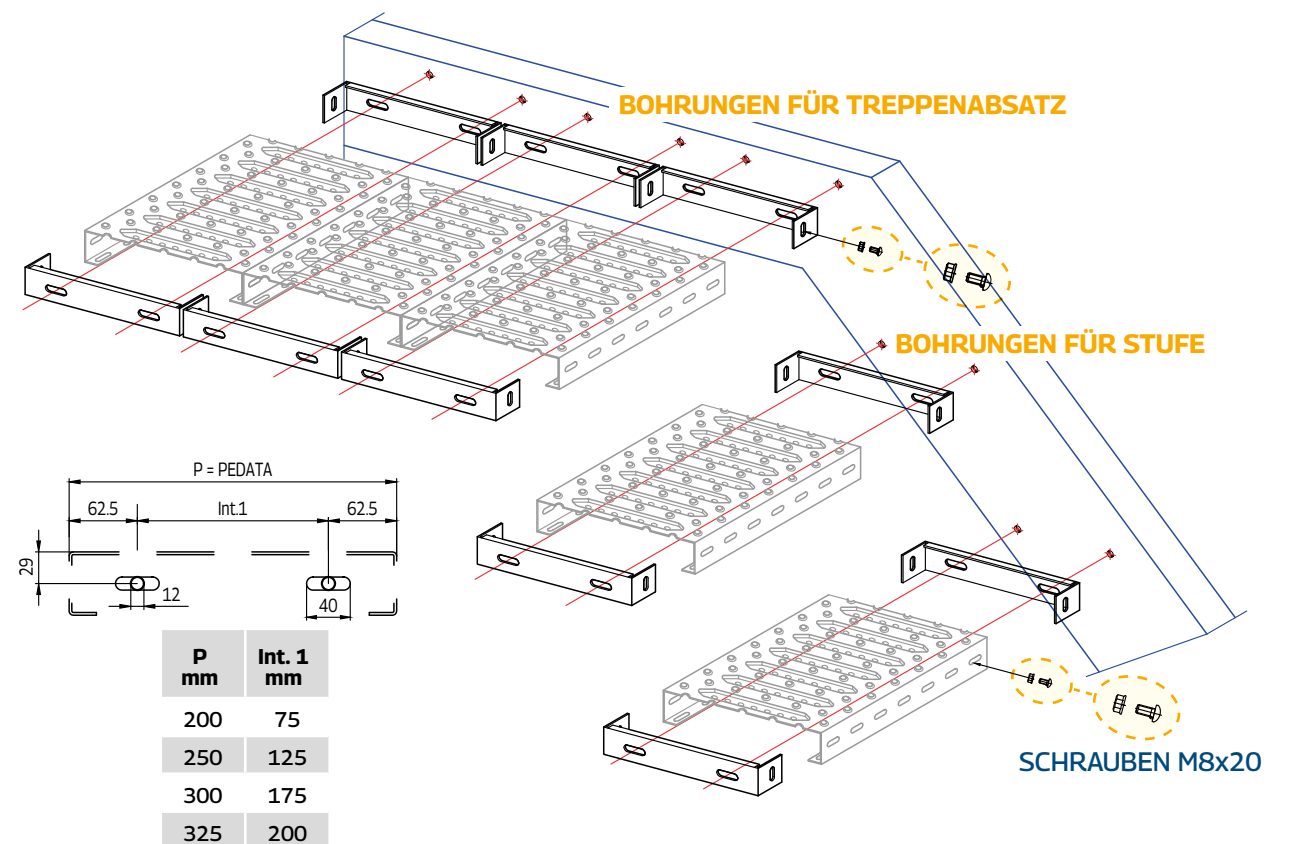 BOHRUNGEN FÜR TREPPENABSATZ
BOHRUNGEN FÜR STUFE
P = PEDATA
62.5 Int.1 62.5
29
12
40
P mm Int. 1 mm
200 75
250 125
300 175
325 200
SCHRAUBEN M8x20